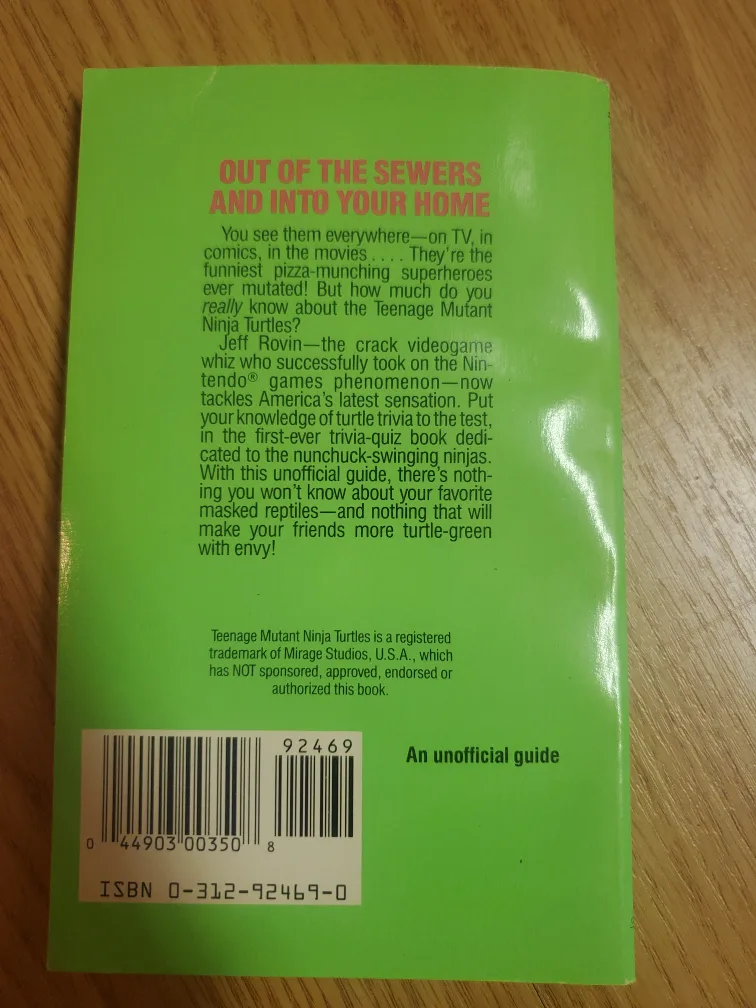 OUT OF THE SEWERS
AND INTO YOUR HOME
You see them everywhere—on TV, in
comics, in the movies . . . . They're the
funniest pizza-munching superheroes
ever mutated! But how much do you
really know about the Teenage Mutant
Ninja Turtles?
Jeff Rovin—the crack videogame
whiz who successfully took on the Nin-
tendo® games phenomenon—now
tackles America's latest sensation. Put
your knowledge of turtle trivia to the test,
in the first-ever trivia-quiz book dedi-
cated to the nunchuck-swinging ninjas.
With this unofficial guide, there's noth-
ing you won't know about your favorite
masked reptiles—and nothing that will
make your friends more turtle-green
with envy!
Teenage Mutant Ninja Turtles is a registered
trademark of Mirage Studios, U.S.A., which
has NOT sponsored, approved, endorsed or
authorized this book.
An unofficial guide
92469
0 44903 00350 8
ISBN 0-312-92469-0